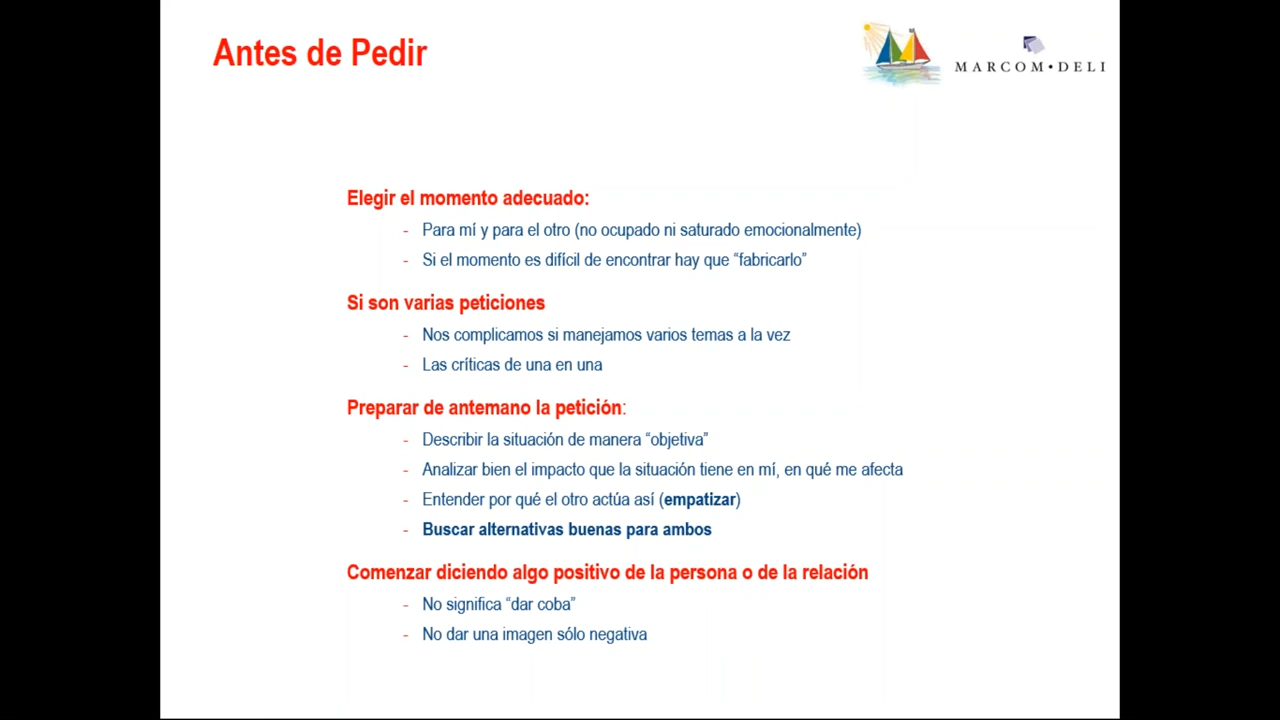 Antes de Pedir
MARCOM•DELI
Elegir el momento adecuado:
- Para mí y para el otro (no ocupado ni saturado emocionalmente)
- Si el momento es difícil de encontrar hay que “fabricarlo”
Si son varias peticiones
- Nos complicamos si manejamos varios temas a la vez
- Las críticas de una en una
Preparar de antemano la petición:
- Describir la situación de manera “objetiva”
- Analizar bien el impacto que la situación tiene en mí, en qué me afecta
- Entender por qué el otro actúa así (empatizar)
- Buscar alternativas buenas para ambos
Comenzar diciendo algo positivo de la persona o de la relación
- No significa “dar coba”
- No dar una imagen sólo negativa